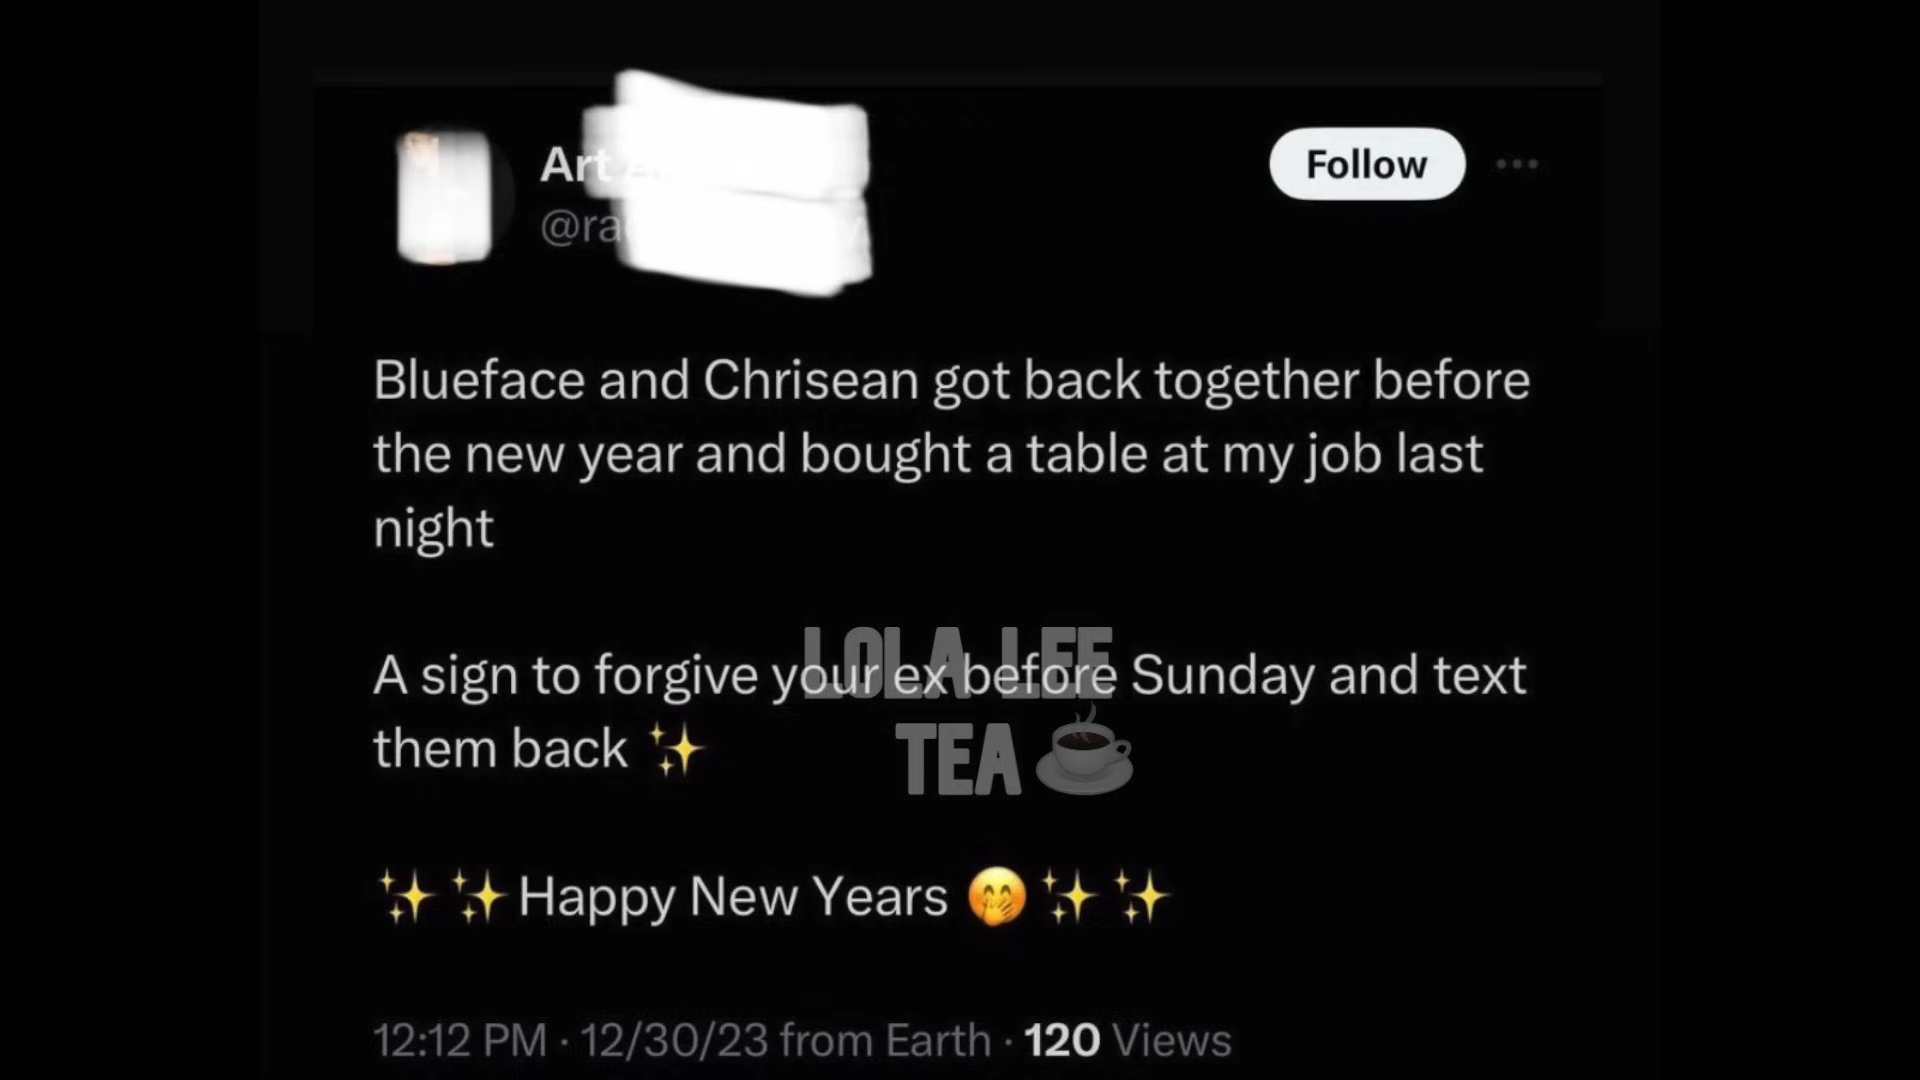 Art
Follow
@ra
Blueface and Chrisean got back together before
the new year and bought a table at my job last
night
A sign to forgive your ex before Sunday and text
them back ✨
LOLA LEE
TEA ☕
✨✨Happy New Years 🤭✨✨
12:12 PM · 12/30/23 from Earth · 120 Views